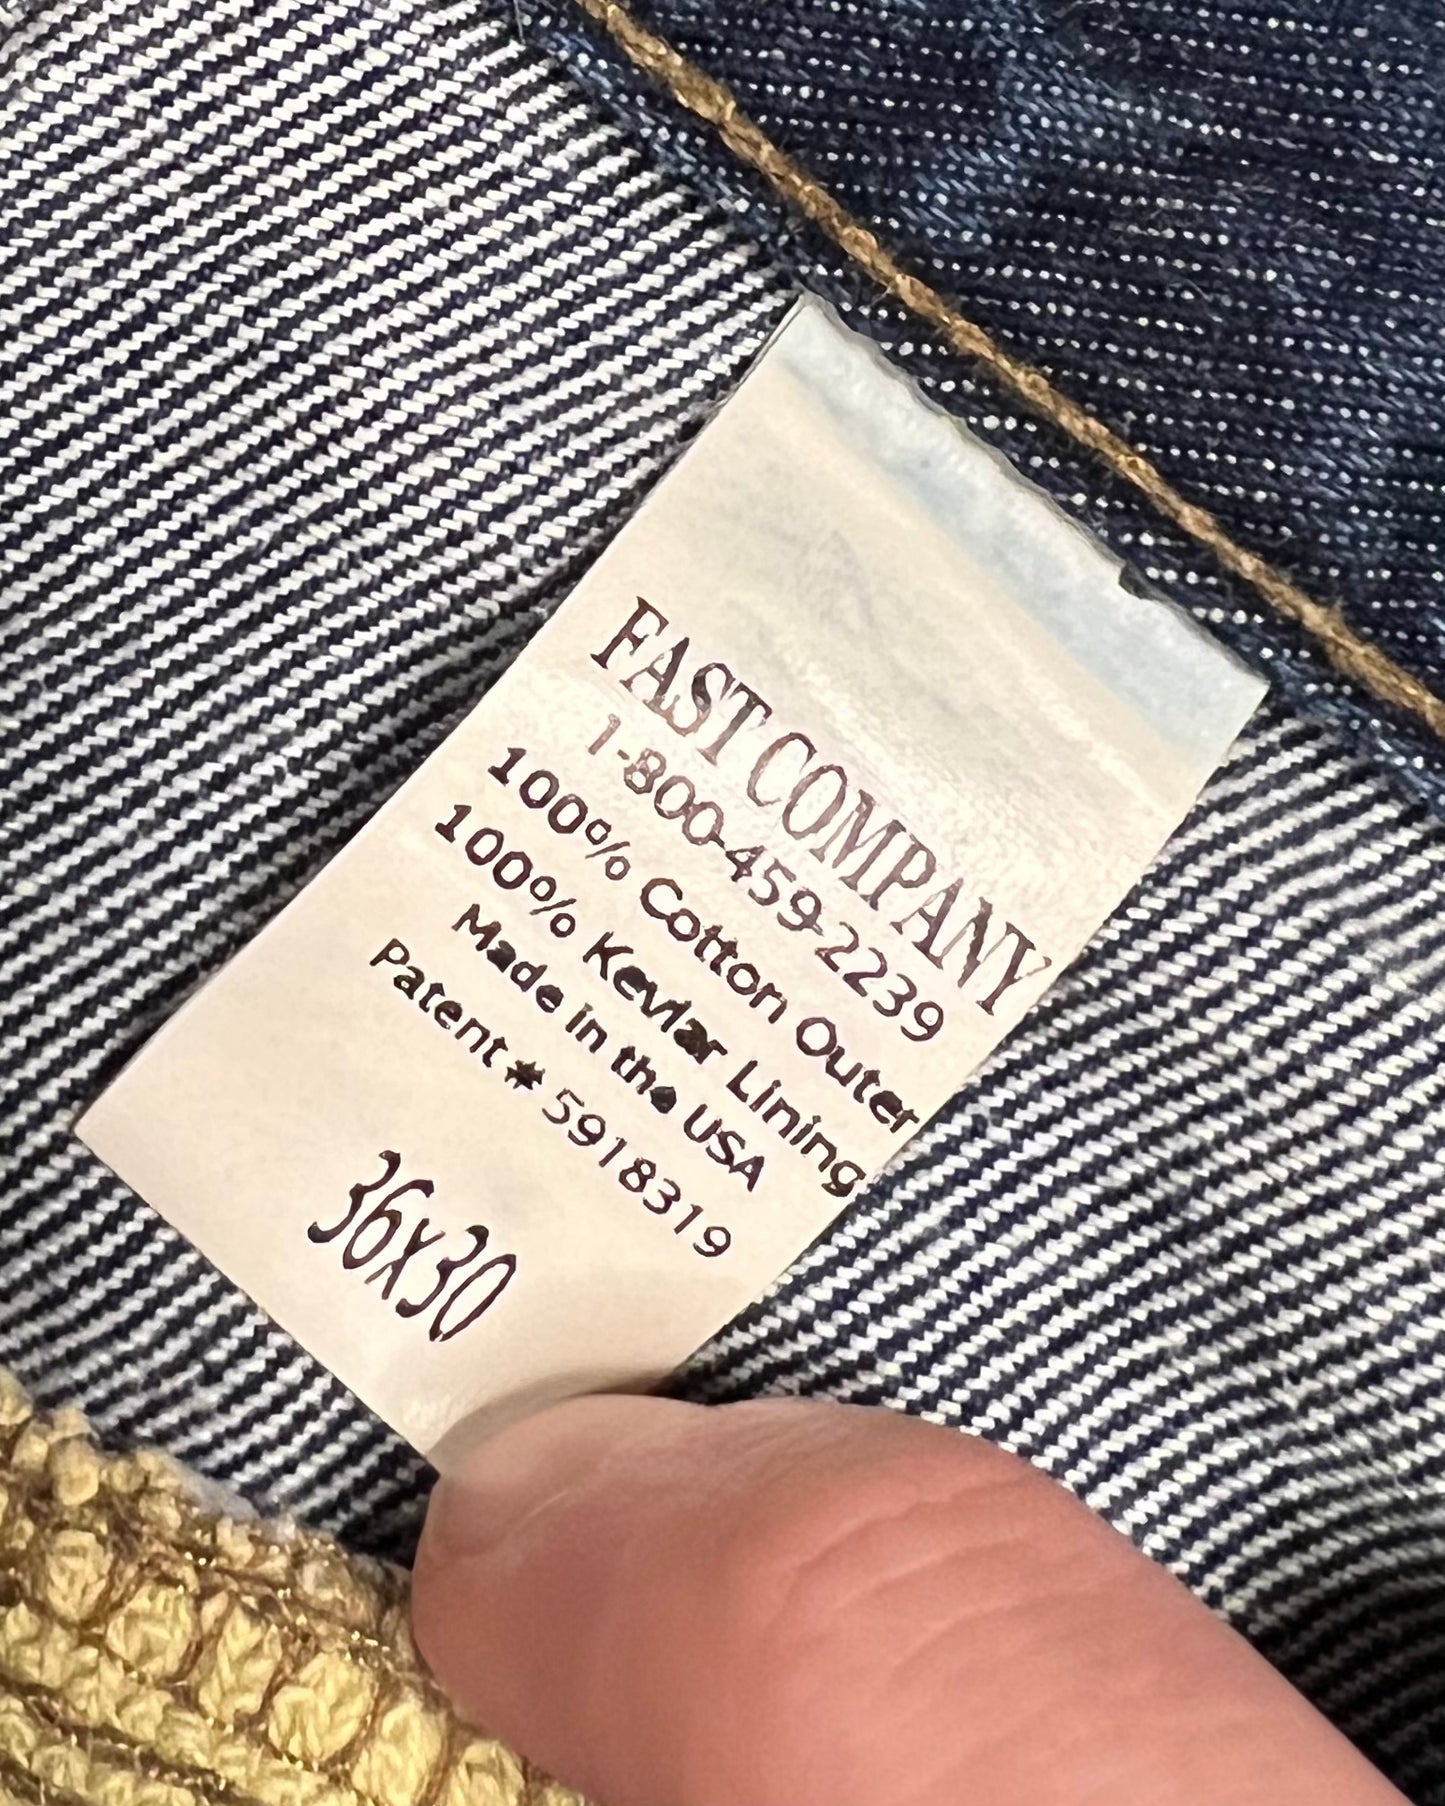 FAST COMPANY
1-800-459-2239
100% Cotton Outer
100% Kevlar Lining
Made in the USA
Patent # 5918319
36x30